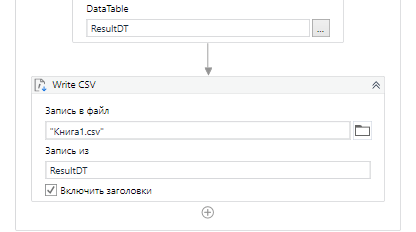 DataTable
ResultDT
...
Write CSV
Запись в файл
"Книга1.csv"
Запись из
ResultDT
Включить заголовки